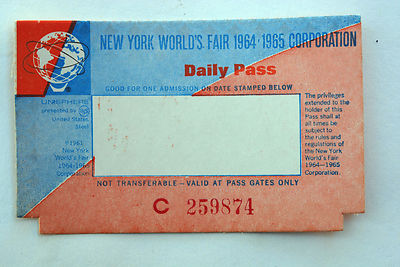 NEW YORK WORLD'S FAIR 1964·1965 CORPORATION
Daily Pass
GOOD FOR ONE ADMISSION ON DATE STAMPED BELOW
UNISPHERE
presented by
United States
Steel
©1961
New York
World's Fair
1964-1965
Corporation
The privileges
extended to the
holder of this
Pass shall at
all times be
subject to
the rules and
regulations of
the New York
World's Fair
1964—1965
Corporation.
NOT TRANSFERABLE—VALID AT PASS GATES ONLY
C 259874